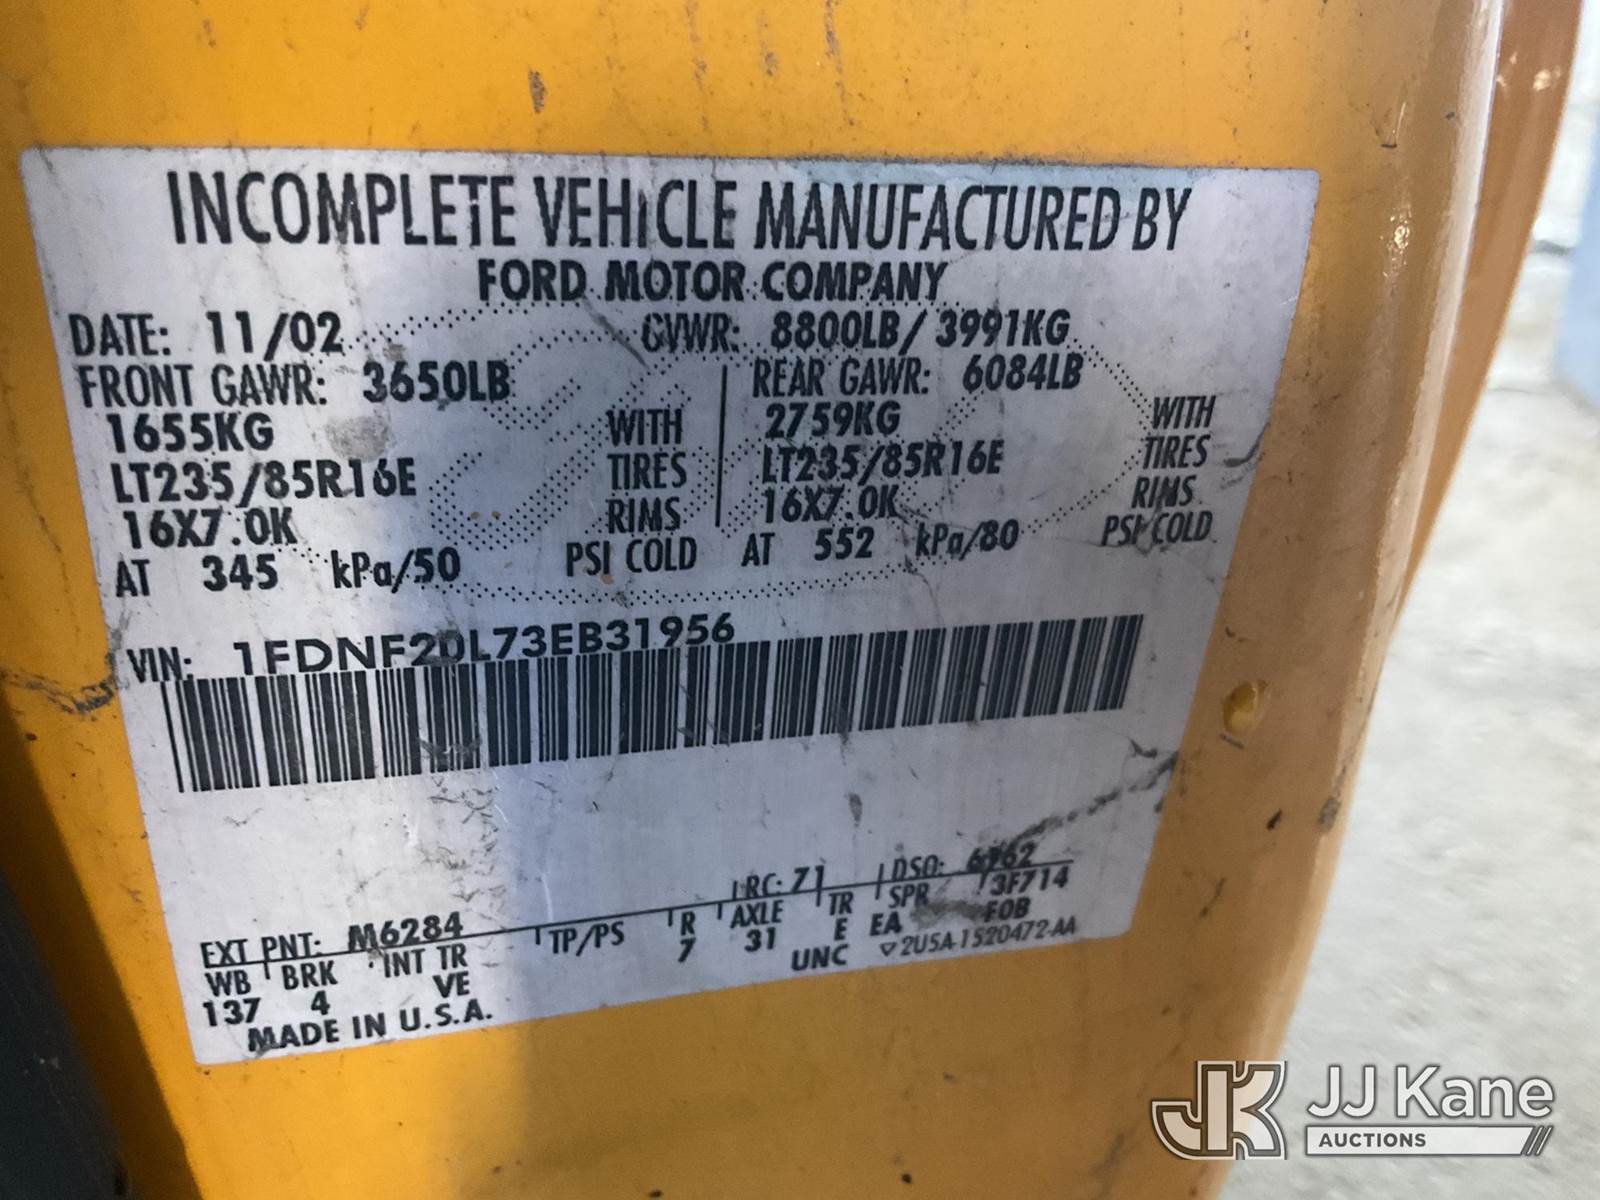 INCOMPLETE VEHICLE MANUFACTURED BY
FORD MOTOR COMPANY
DATE: 11/02 GVWR: 8800LB/ 3991KG
FRONT GAWR: 3650LB REAR GAWR: 6084LB
1655KG WITH 2759KG WITH
LT235/85R16E TIRES LT235/85R16E TIRES
16X7.0K RIMS 16X7.0K RIMS
AT 345 kPa/50 PSI COLD AT 552 kPa/80 PSI COLD
VIN: 1FDNF20L73EB31956
EXT PNT: M6284 RC: 71 DSO:
WB BRK INT TR TP/PS R AXLE TR SPR 3F714
137 4 VE 7 31 E EA EOB
MADE IN U.S.A. UNC 2U5A-1520472-AA
JK JJ Kane
AUCTIONS